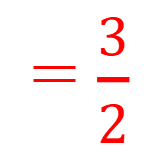 = 3/2